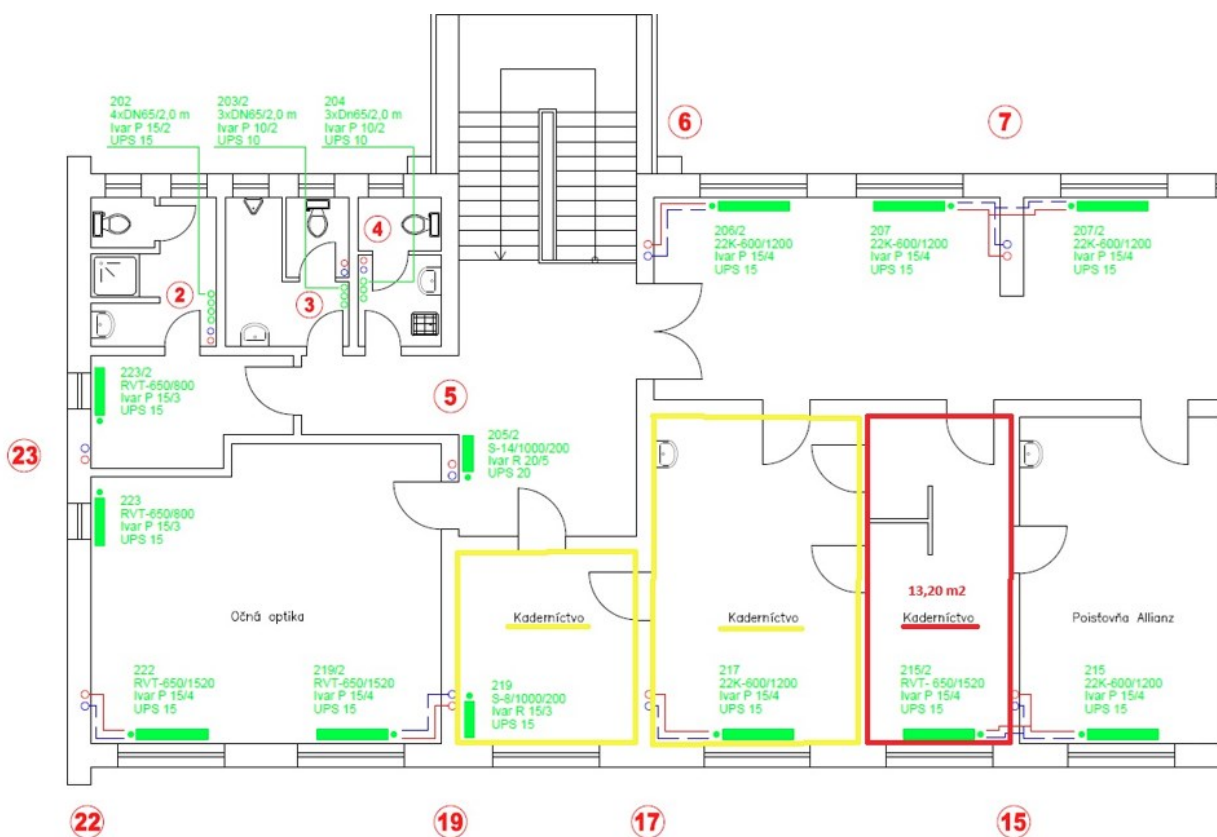 202
4xDN65/2,0 m
Ivar P 15/2
UPS 15
203/2
3xDN65/2,0 m
Ivar P 10/2
UPS 10
204
3xDn65/2,0 m
Ivar P 10/2
UPS 10
6
7
4
206/2
22K-600/1200
Ivar P 15/4
UPS 15
207
22K-600/1200
Ivar P 15/4
UPS 15
207/2
22K-600/1200
Ivar P 15/4
UPS 15
2
3
223/2
RVT-650/800
Ivar P 15/3
UPS 15
5
23
205/2
S-14/1000/200
Ivar R 20/5
UPS 20
223
RVT-650/800
Ivar P 15/3
UPS 15
13,20 m2
Očná optika
Kaderníctvo
Kaderníctvo
Kaderníctvo
Poisťovňa Allianz
222
RVT-650/1520
Ivar P 15/4
UPS 15
219/2
RVT-650/1520
Ivar P 15/4
UPS 15
219
S-8/1000/200
Ivar R 15/3
UPS 15
217
22K-600/1200
Ivar P 15/4
UPS 15
215/2
RVT- 650/1520
Ivar P 15/4
UPS 15
215
22K-600/1200
Ivar P 15/4
UPS 15
22
19
17
15